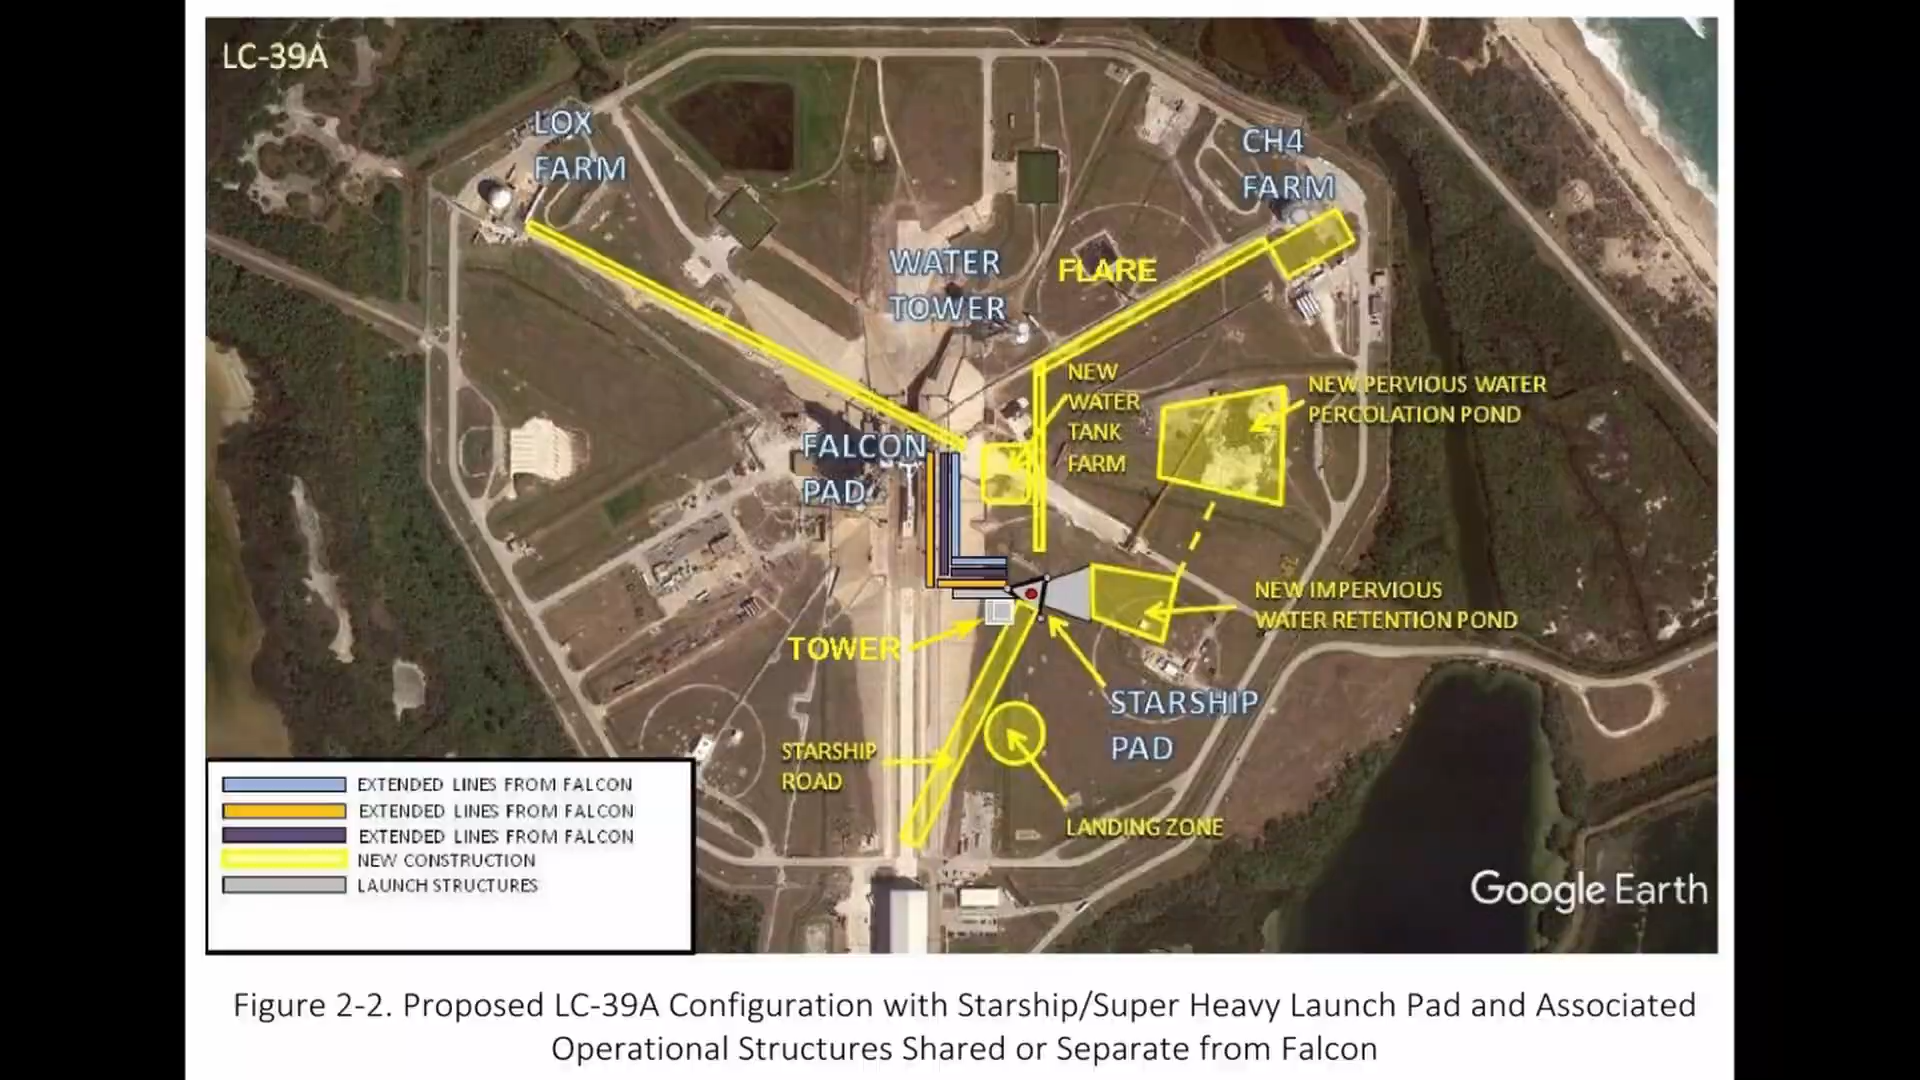 LC-39A
LOX
FARM
CH4
FARM
WATER
TOWER
FLARE
NEW
WATER
TANK
FARM
NEW PERVIOUS WATER
PERCOLATION POND
FALCON
PAD
NEW IMPERVIOUS
WATER RETENTION POND
TOWER
STARSHIP
PAD
STARSHIP
ROAD
LANDING ZONE
EXTENDED LINES FROM FALCON
EXTENDED LINES FROM FALCON
EXTENDED LINES FROM FALCON
NEW CONSTRUCTION
LAUNCH STRUCTURES
Google Earth
Figure 2-2. Proposed LC-39A Configuration with Starship/Super Heavy Launch Pad and Associated
Operational Structures Shared or Separate from Falcon